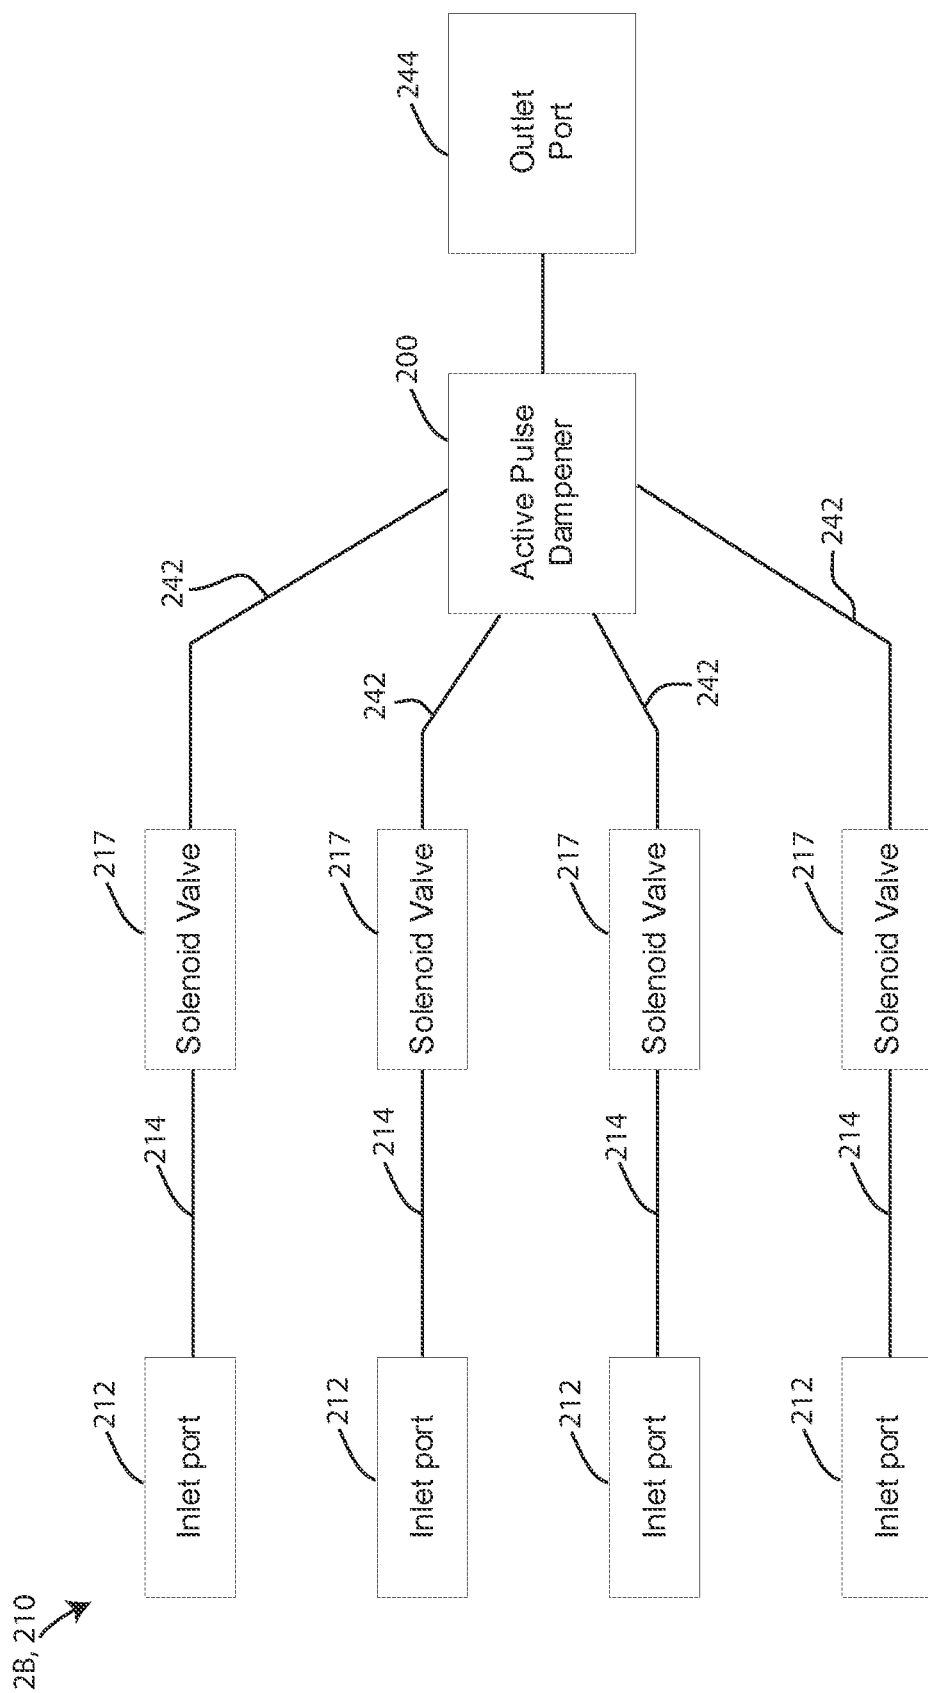 2B, 210
212
Inlet port
214
217
Solenoid Valve
242
212
Inlet port
214
217
Solenoid Valve
242
200
Active Pulse
Dampener
244
Outlet
Port
212
Inlet port
214
217
Solenoid Valve
242
212
Inlet port
214
217
Solenoid Valve
242